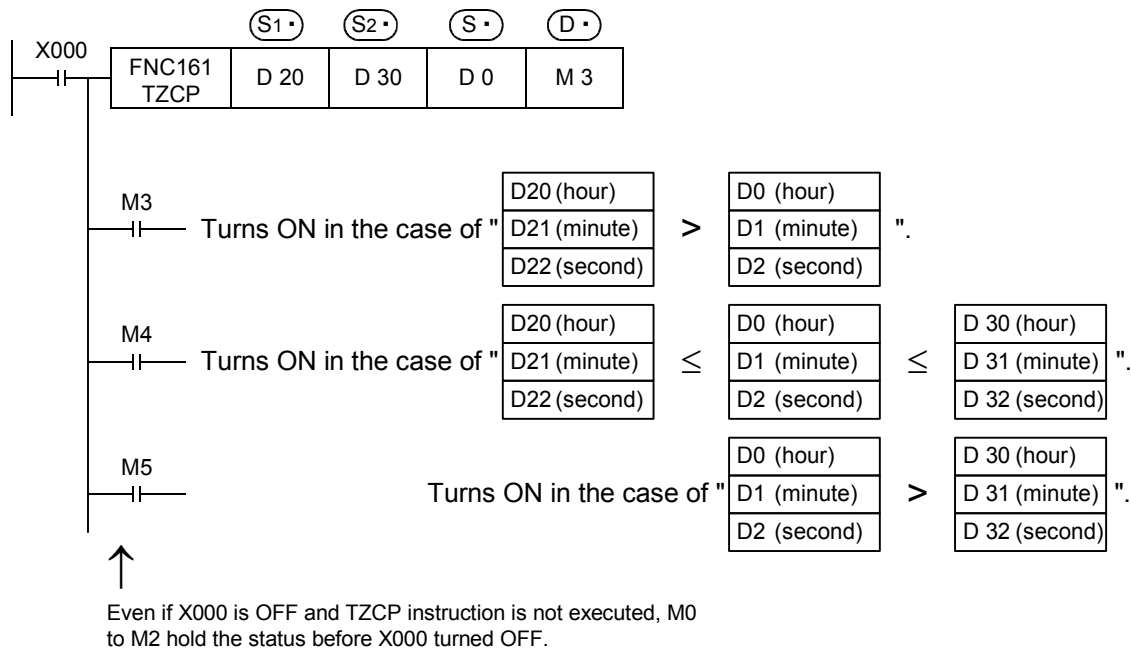 S1· S2· S· D·
X000
FNC161
TZCP
D 20
D 30
D 0
M 3
M3
Turns ON in the case of "
D20 (hour)
D21 (minute)
D22 (second)
>
D0 (hour)
D1 (minute)
D2 (second)
".
M4
Turns ON in the case of "
D20 (hour)
D21 (minute)
D22 (second)
≤
D0 (hour)
D1 (minute)
D2 (second)
≤
D 30 (hour)
D 31 (minute)
D 32 (second)
".
M5
Turns ON in the case of "
D0 (hour)
D1 (minute)
D2 (second)
>
D 30 (hour)
D 31 (minute)
D 32 (second)
".
Even if X000 is OFF and TZCP instruction is not executed, M0
to M2 hold the status before X000 turned OFF.